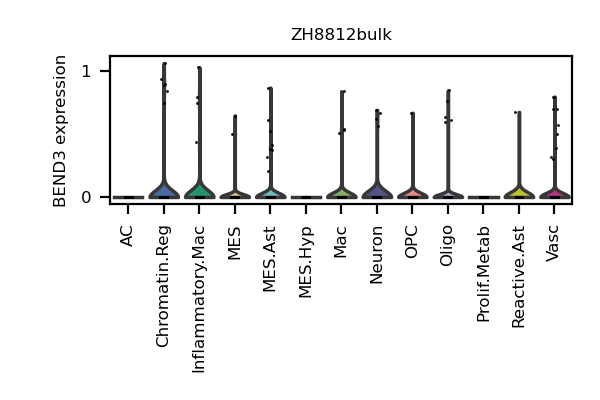 ZH8812bulk
BEND3 expression
1
0
AC
Chromatin.Reg
Inflammatory.Mac
MES
MES.Ast
MES.Hyp
Mac
Neuron
OPC
Oligo
Prolif.Metab
Reactive.Ast
Vasc